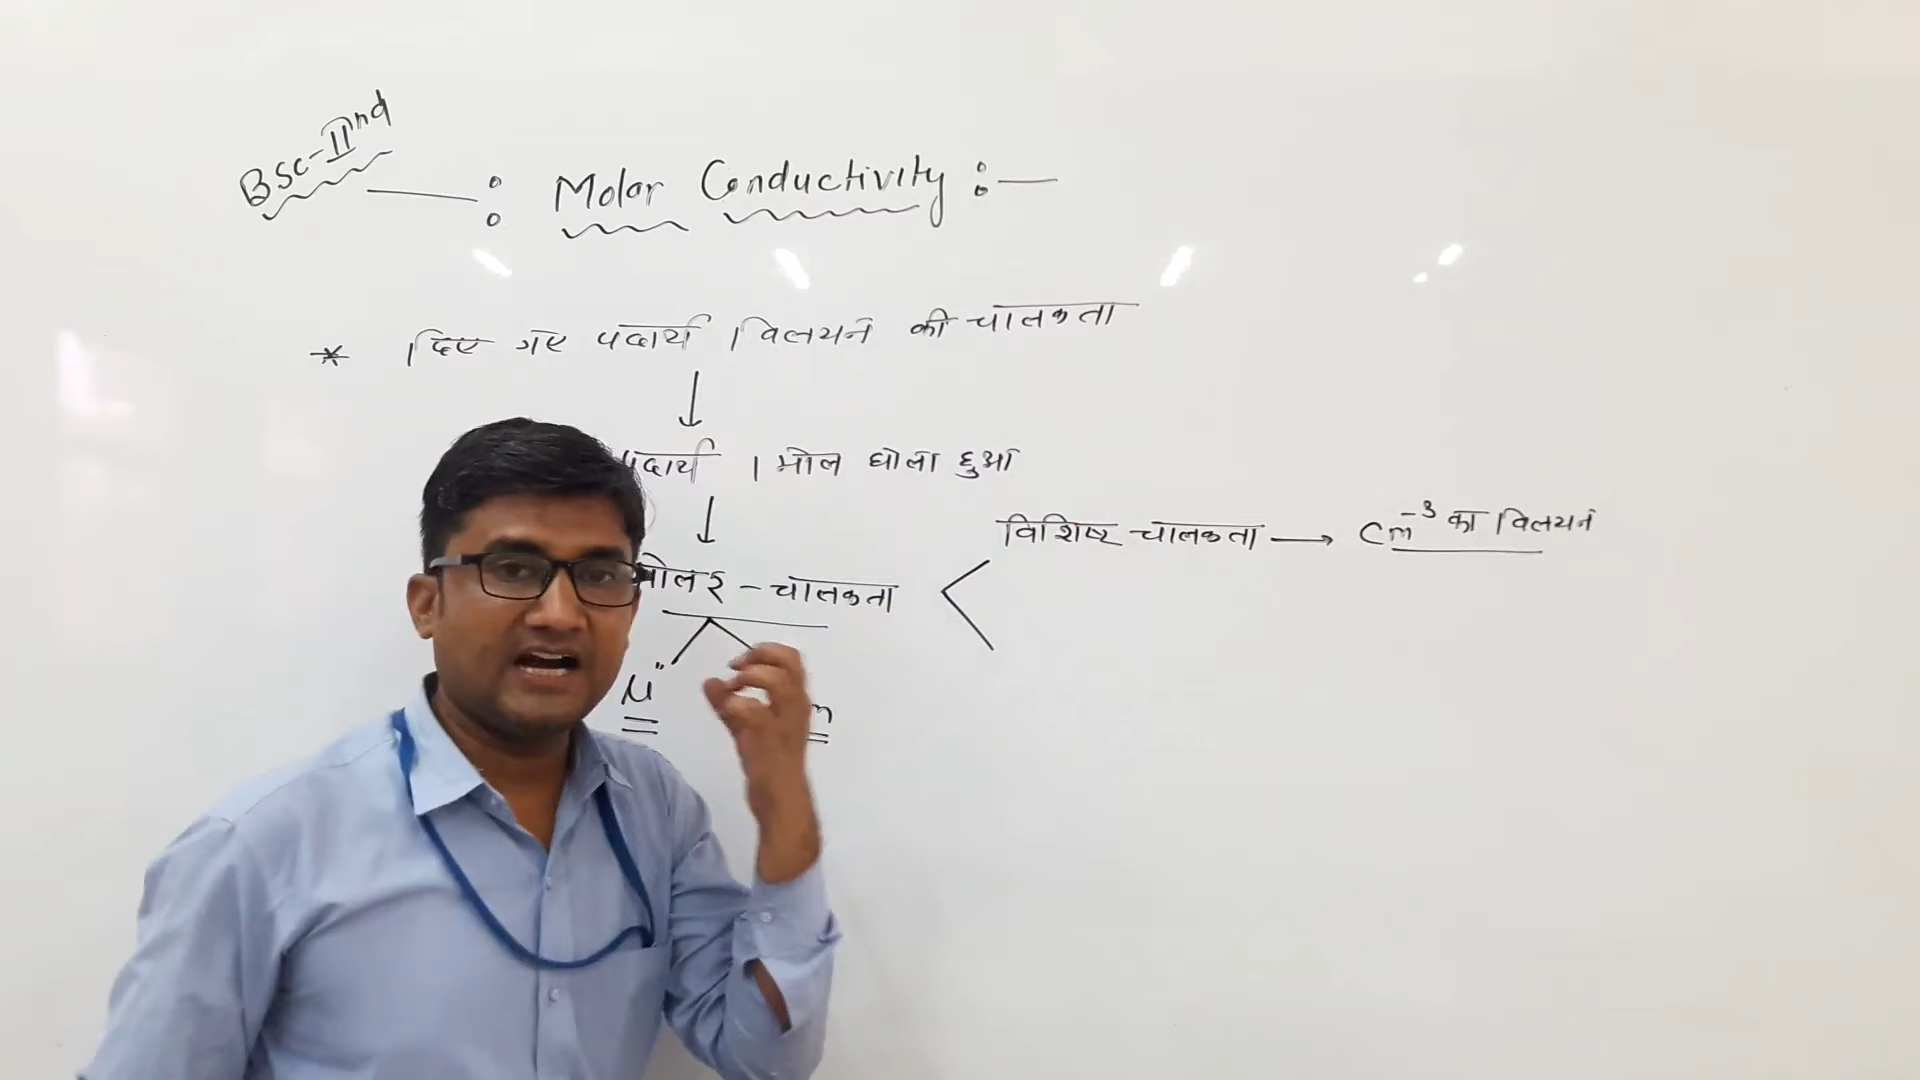 Bsc-IInd
Molar Conductivity :-
* दिए गए पदार्थ विलयन की चालकता
↓
पदार्थ 1 मोल घोला हुआ
↓
मोलर - चालकता
विशिष्ट चालकता → Cm⁻³ का विलयन
μ m